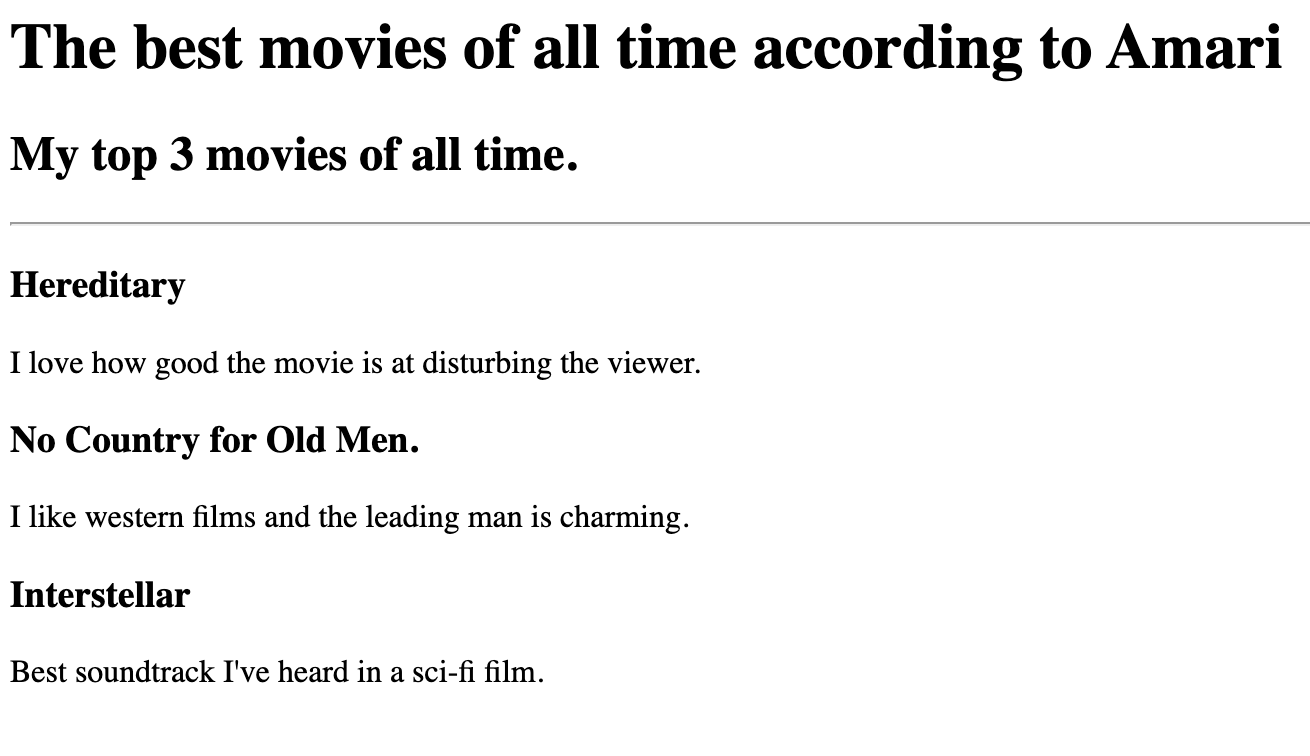 The best movies of all time according to Amari
My top 3 movies of all time.
Hereditary
I love how good the movie is at disturbing the viewer.
No Country for Old Men.
I like western films and the leading man is charming.
Interstellar
Best soundtrack I've heard in a sci-fi film.